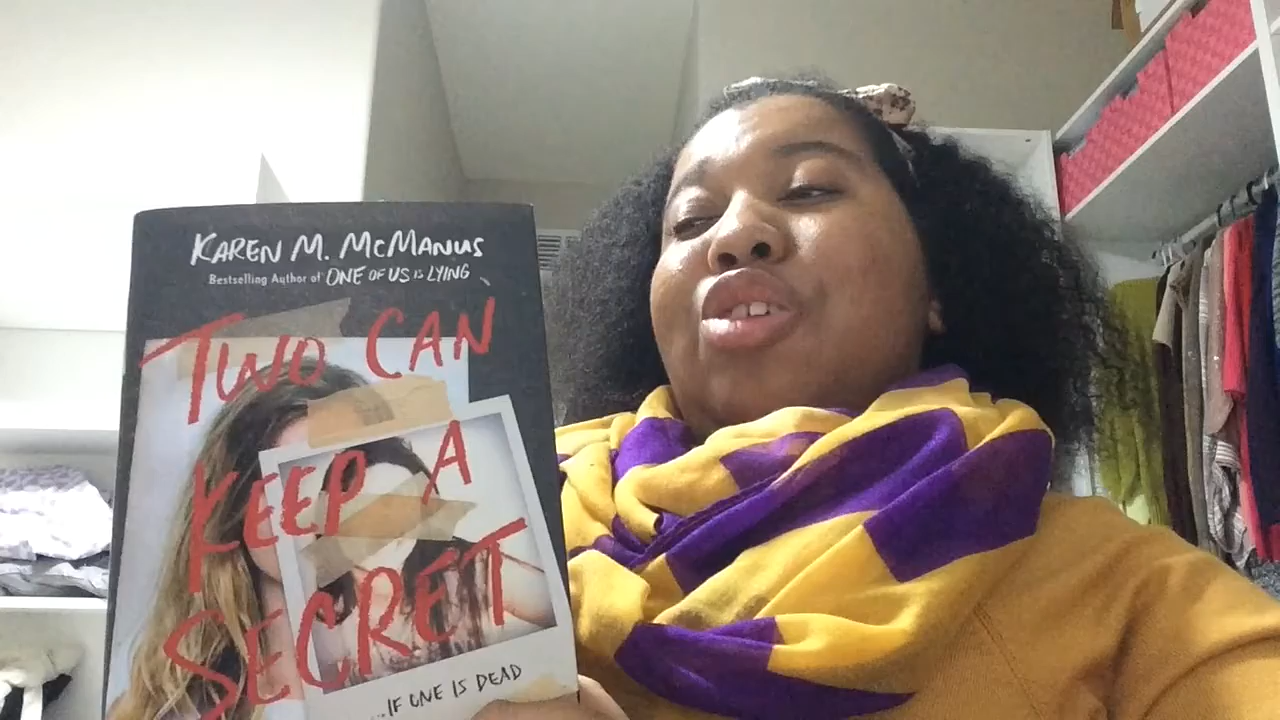 KAREN M. McMANUS
Bestselling Author of ONE OF US IS LYING
TWO CAN
KEEP A
SECRET
...IF ONE IS DEAD